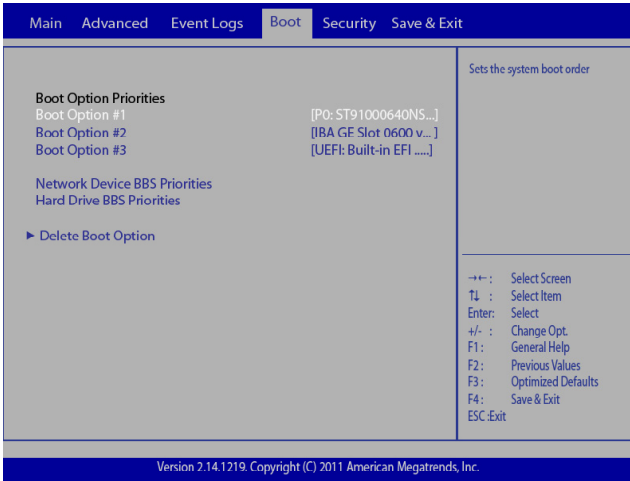 Main Advanced Event Logs Boot Security Save & Exit
Sets the system boot order
Boot Option Priorities
Boot Option #1 [P0: ST91000640NS...]
Boot Option #2 [IBA GE Slot 0600 v... ]
Boot Option #3 [UEFI: Built-in EFI .....]
Network Device BBS Priorities
Hard Drive BBS Priorities
► Delete Boot Option
→← : Select Screen
↑↓ : Select Item
Enter: Select
+/- : Change Opt.
F1 : General Help
F2 : Previous Values
F3 : Optimized Defaults
F4 : Save & Exit
ESC :Exit
Version 2.14.1219. Copyright (C) 2011 American Megatrends, Inc.